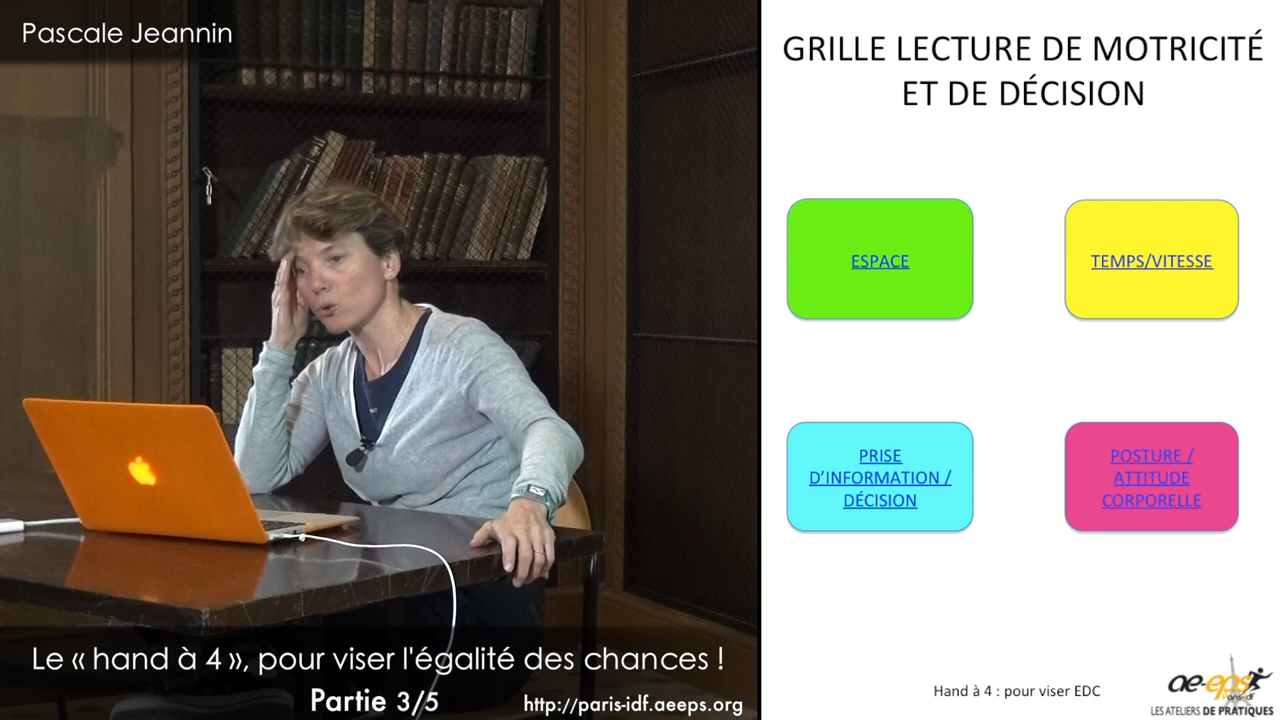 Pascale Jeannin
Le « hand à 4 », pour viser l'égalité des chances !
Partie 3/5
http://paris-idf.aeeps.org
GRILLE LECTURE DE MOTRICITÉ
ET DE DÉCISION
ESPACE
TEMPS/VITESSE
PRISE
D'INFORMATION /
DÉCISION
POSTURE /
ATTITUDE
CORPORELLE
Hand à 4 : pour viser EDC
ae-eps
Paris-idf
LES ATELIERS DE PRATIQUES